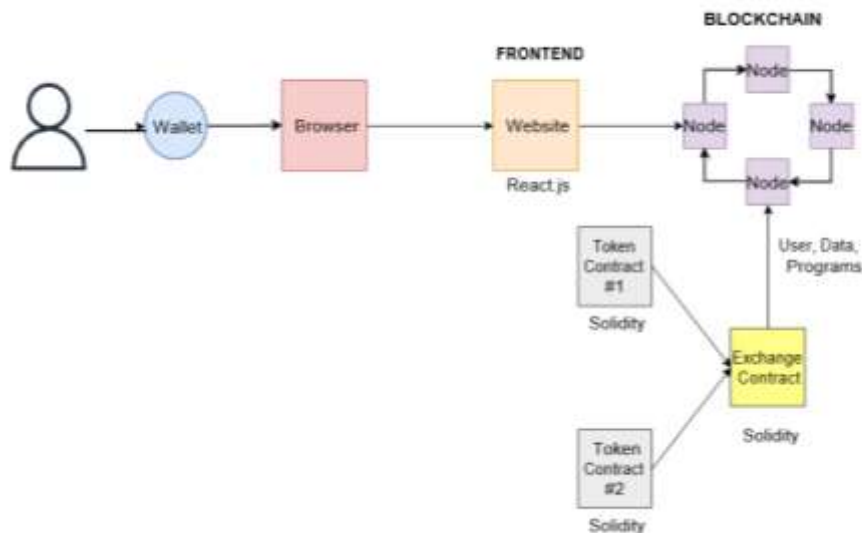 BLOCKCHAIN
FRONTEND
Node
Wallet
Browser
Website
Node
Node
Node
React.js
Token
Contract
#1
Solidity
User, Data,
Programs
Exchange
Contract
Solidity
Token
Contract
#2
Solidity